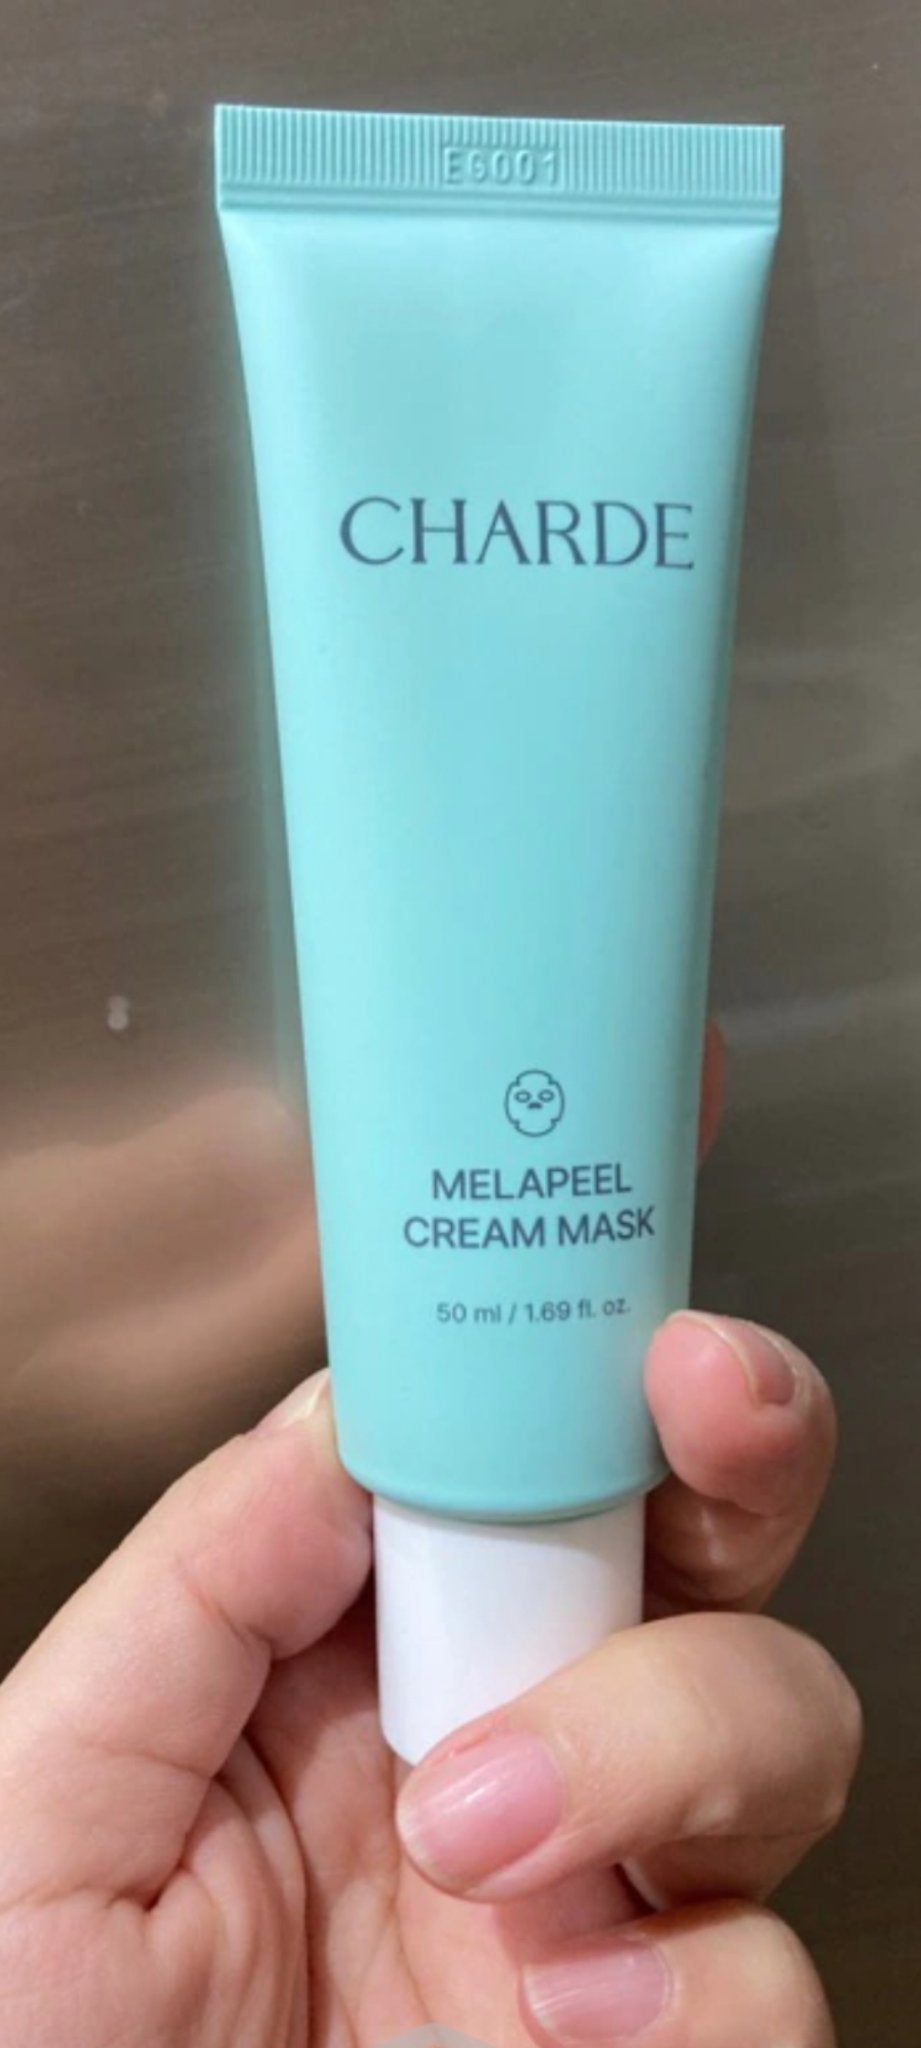 EG001
CHARDE
MELAPEEL
CREAM MASK
50 ml / 1.69 fl. oz.